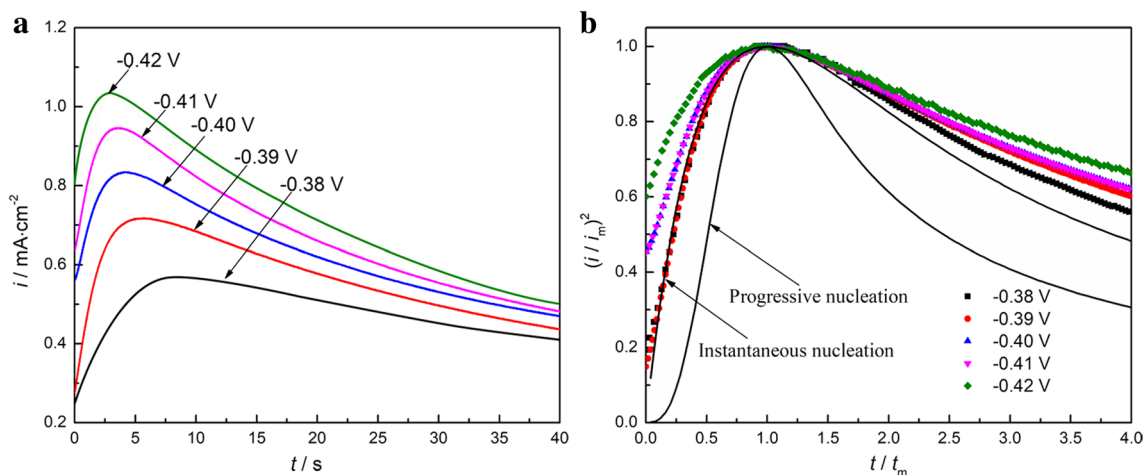 a
1.2
1.0
0.8
0.6
0.4
0.2
i / mA·cm-2
-0.42 V
-0.41 V
-0.40 V
-0.39 V
-0.38 V
0 5 10 15 20 25 30 35 40
t / s
b
1.0
0.8
0.6
0.4
0.2
0.0
(i / im)2
Progressive nucleation
Instantaneous nucleation
-0.38 V
-0.39 V
-0.40 V
-0.41 V
-0.42 V
0.0 0.5 1.0 1.5 2.0 2.5 3.0 3.5 4.0
t / tm